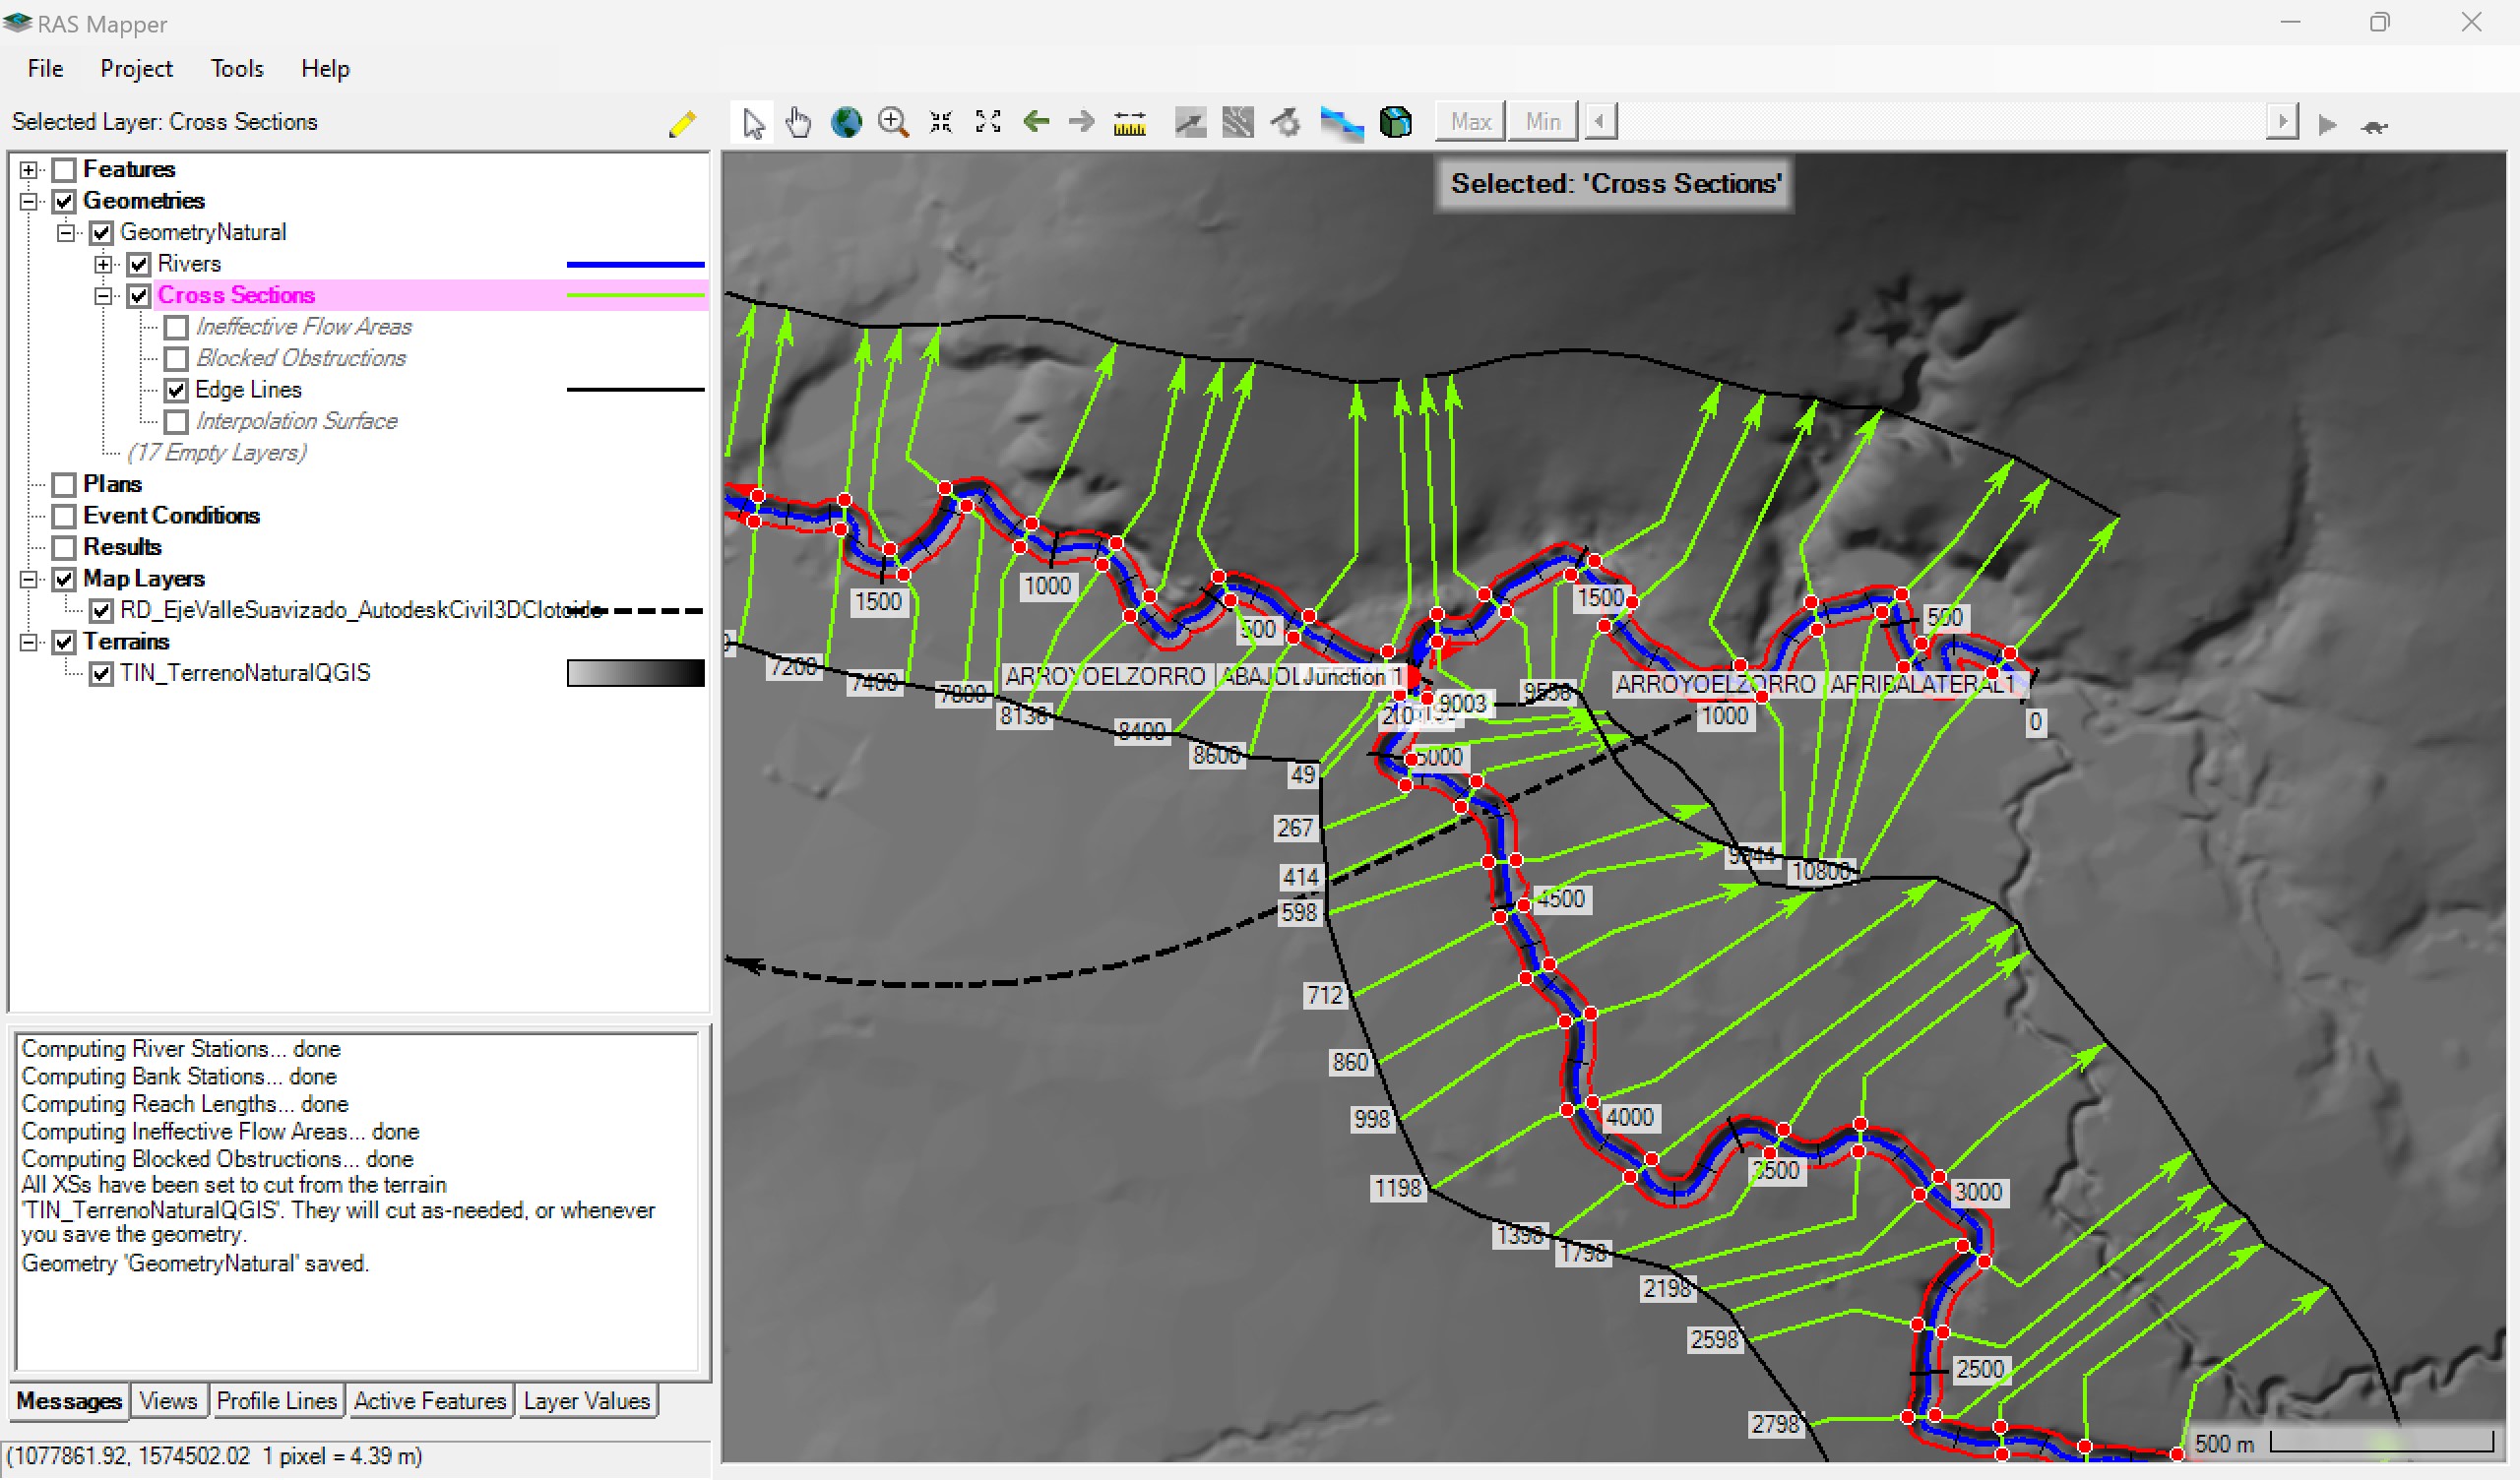 RAS Mapper
File Project Tools Help
Selected Layer: Cross Sections
Max Min
Features
Geometries
GeometryNatural
Rivers
Cross Sections
Ineffective Flow Areas
Blocked Obstructions
Edge Lines
Interpolation Surface
(17 Empty Layers)
Plans
Event Conditions
Results
Map Layers
RD_EjeValleSuavizado_AutodeskCivil3DClotoide
Terrains
TIN_TerrenoNaturalQGIS
Computing River Stations... done
Computing Bank Stations... done
Computing Reach Lengths... done
Computing Ineffective Flow Areas... done
Computing Blocked Obstructions... done
All XSs have been set to cut from the terrain
'TIN_TerrenoNaturalQGIS'. They will cut as-needed, or whenever
you save the geometry.
Geometry 'GeometryNatural' saved.
Messages Views Profile Lines Active Features Layer Values
(1077861.92, 1574502.02 1 pixel = 4.39 m)
Selected: 'Cross Sections'
1500
1000
500
1500
500
7200
7400
7800
8136
8400
8600
ARROYOELZORRO
Junction 1
9003
9558
ARROYOELZORRO ARRIBALATERAL1
1000
0
49
5000
267
9944
10800
414
598
4500
712
860
998
4000
1198
3500
3000
1398
1798
2198
2598
2500
2798
500 m